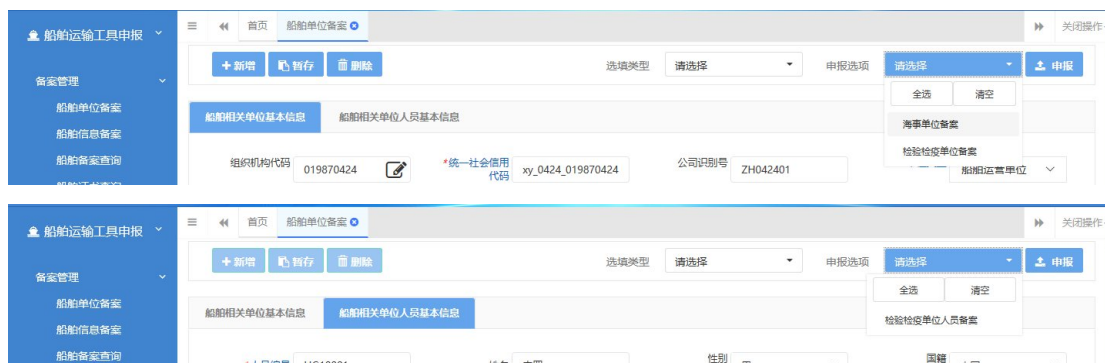 船舶运输工具申报
首页 船舶单位备案 关闭操作
+新增 暂存 删除 选填类型 请选择 申报选项 请选择 申报
备案管理
全选 清空
船舶单位备案
船舶相关单位基本信息 船舶相关单位人员基本信息
海事单位备案
船舶信息备案
检验检疫单位备案
船舶备案查询
组织机构代码 019870424 *统一社会信用代码 xy_0424_019870424 公司识别号 ZH042401 船舶运营单位
船舶运输工具申报
首页 船舶单位备案 关闭操作
+新增 暂存 删除 选填类型 请选择 申报选项 请选择 申报
备案管理
全选 清空
船舶单位备案
船舶相关单位基本信息 船舶相关单位人员基本信息
检验检疫单位人员备案
船舶信息备案
船舶备案查询
性别 国籍